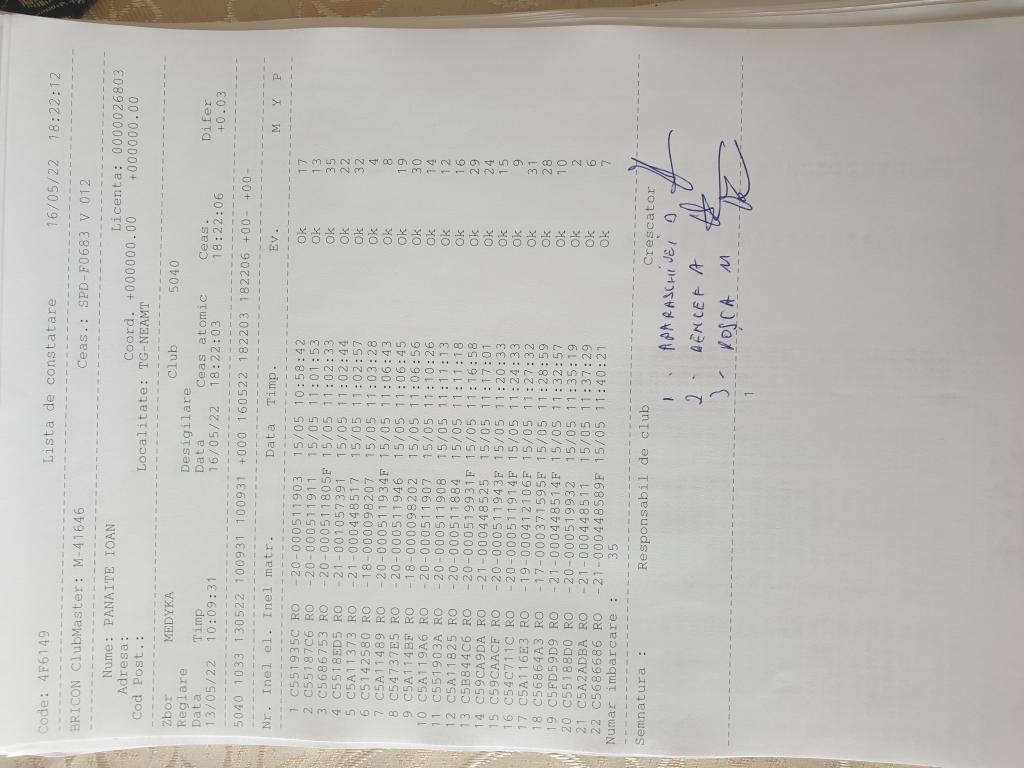 Code: 4F6149 Lista de constatare 16/05/22 18:22:12
BRICON ClubMaster: M-41646 Ceas.: SPD-F0683 V 012
Nume: PANAITE IOAN Licenta: 0000026803
Adresa: Coord. +000000.00 +000000.00
Cod Post.: Localitate: TG-NEAMT
Zbor MEDYKA Club 5040
Reglare Desigilare
Data Timp Data Ceas atomic Ceas. Difer
13/05/22 10:09:31 16/05/22 18:22:03 18:22:06 +0.03
5040 1033 130522 100931 100931 +000 160522 182203 182206 +00- +00-
Nr. Inel el. Inel matr. Data Timp. Ev. M Y P
1 C551935C RO -20-000511903 15/05 10:58:42 Ok 17
2 C55187C6 RO -20-000511911 15/05 11:01:53 Ok 13
3 C5686753 RO -20-000511805F 15/05 11:02:33 Ok 35
4 C5518ED5 RO -21-001057391 15/05 11:02:44 Ok 22
5 C5A11373 RO -21-000448517 15/05 11:02:57 Ok 32
6 C5142580 RO -18-000098207 15/05 11:03:28 Ok 4
7 C5A11489 RO -20-000511934F 15/05 11:06:43 Ok 8
8 C54737E5 RO -20-000511946 15/05 11:06:45 Ok 19
9 C5A114BF RO -18-000098202 15/05 11:06:56 Ok 30
10 C5A119A6 RO -20-000511907 15/05 11:10:26 Ok 14
11 C551903A RO -20-000511908 15/05 11:11:13 Ok 12
12 C5A11825 RO -20-000511884 15/05 11:11:18 Ok 16
13 C5B844C6 RO -20-000519931F 15/05 11:16:58 Ok 29
14 C59CA9DA RO -21-000448525 15/05 11:17:01 Ok 24
15 C59CAACF RO -20-000511943F 15/05 11:20:33 Ok 15
16 C54C711C RO -20-000511914F 15/05 11:24:33 Ok 9
17 C5A116E3 RO -19-000412106F 15/05 11:27:32 Ok 31
18 C56864A3 RO -17-000371595F 15/05 11:28:59 Ok 28
19 C5FD59D9 RO -21-000448514F 15/05 11:32:57 Ok 10
20 C55188D0 RO -20-000519932 15/05 11:35:19 Ok 2
21 C5A2ADBA RO -21-000448511 15/05 11:37:29 Ok 6
22 C5686686 RO -21-000448589F 15/05 11:40:21 Ok 7
Numar imbarcare : 35
Semnatura : Responsabil de club Crescator
1. APARASCHIVEI D
2. DENCEF A
3. ROȘCA M
1